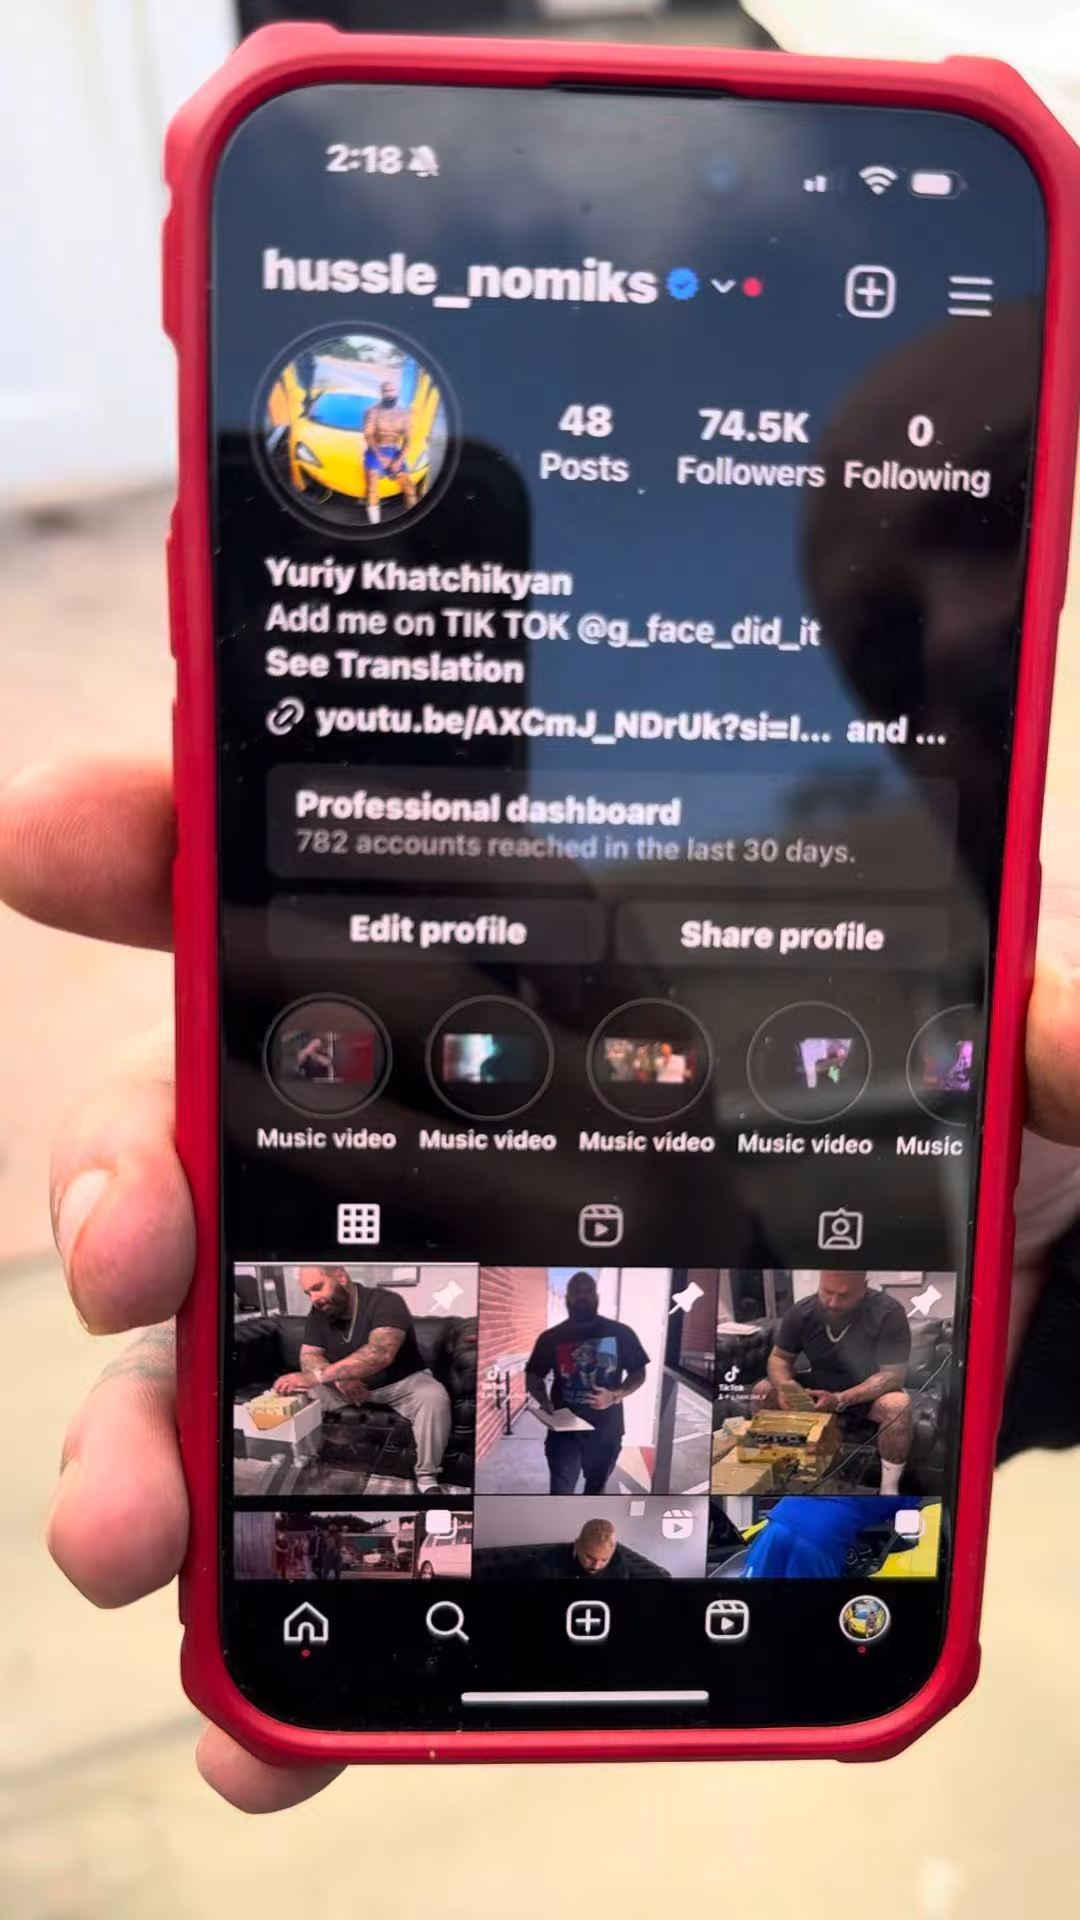 2:18
hussle_nomiks
48 74.5K 0
Posts Followers Following
Yuriy Khatchikyan
Add me on TIK TOK @g_face_did_it
See Translation
youtu.be/AXCmJ_NDrUk?si=I... and ...
Professional dashboard
782 accounts reached in the last 30 days.
Edit profile Share profile
Music video Music video Music video Music video Music
TikTok